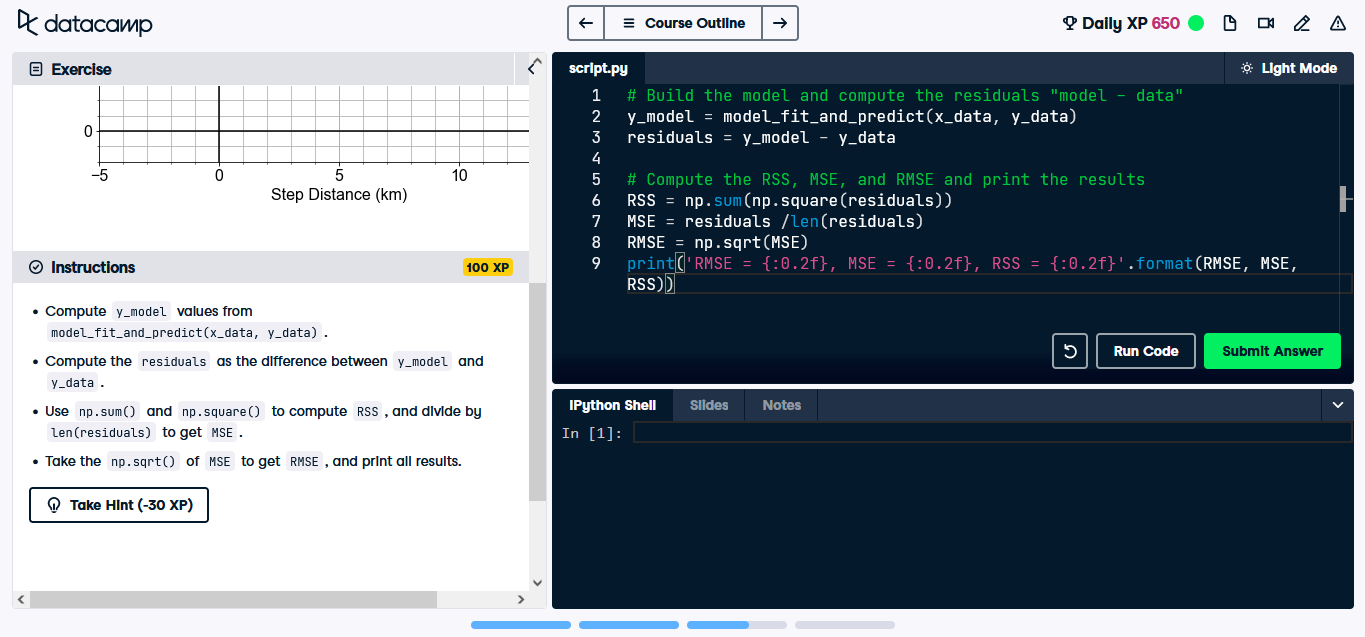 datacamp
Course Outline
Daily XP 650
Exercise
0
−5 0 5 10
Step Distance (km)
Instructions
100 XP
• Compute y_model values from
model_fit_and_predict(x_data, y_data) .
• Compute the residuals as the difference between y_model and
y_data .
• Use np.sum() and np.square() to compute RSS , and divide by
len(residuals) to get MSE .
• Take the np.sqrt() of MSE to get RMSE , and print all results.
Take Hint (-30 XP)
script.py
Light Mode
1 # Build the model and compute the residuals "model - data"
2 y_model = model_fit_and_predict(x_data, y_data)
3 residuals = y_model - y_data
4
5 # Compute the RSS, MSE, and RMSE and print the results
6 RSS = np.sum(np.square(residuals))
7 MSE = residuals /len(residuals)
8 RMSE = np.sqrt(MSE)
9 print('RMSE = {:0.2f}, MSE = {:0.2f}, RSS = {:0.2f}'.format(RMSE, MSE,
RSS))
Run Code
Submit Answer
IPython Shell
Slides
Notes
In [1]: